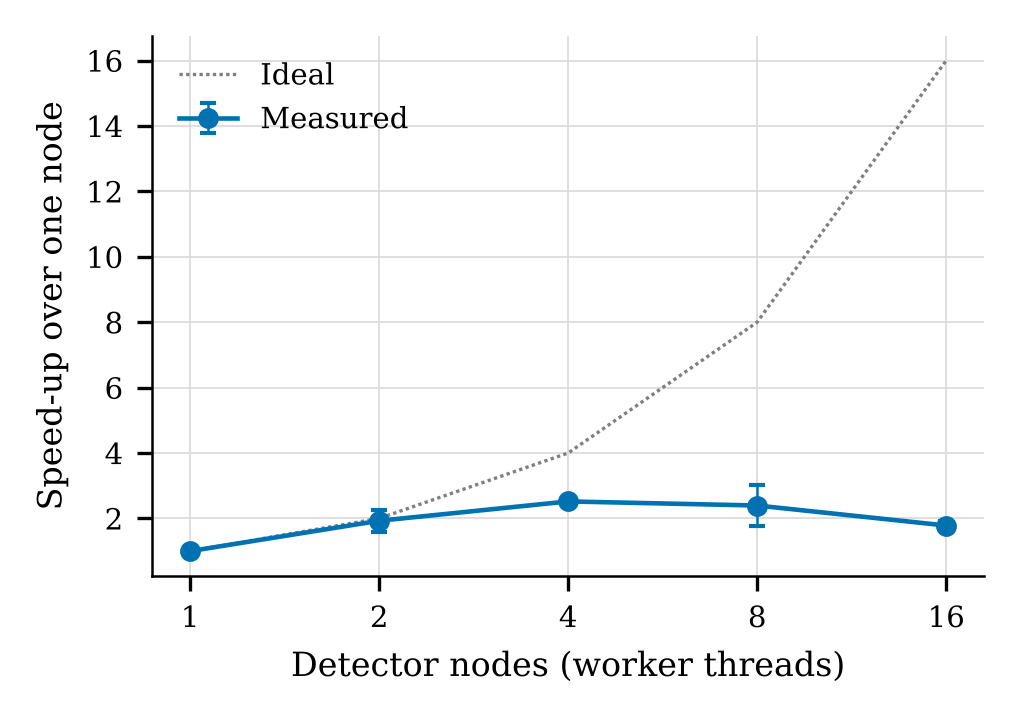 Ideal
Measured
Speed-up over one node
16
14
12
10
8
6
4
2
1 2 4 8 16
Detector nodes (worker threads)